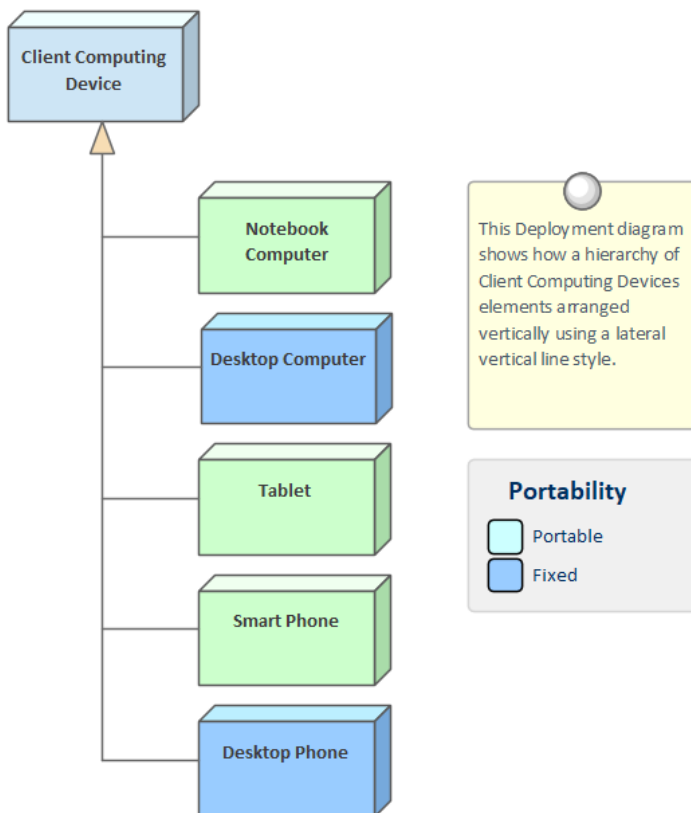 Client Computing
Device
Notebook
Computer
Desktop Computer
Tablet
Smart Phone
Desktop Phone
This Deployment diagram
shows how a hierarchy of
Client Computing Devices
elements arranged
vertically using a lateral
vertical line style.
Portability
Portable
Fixed